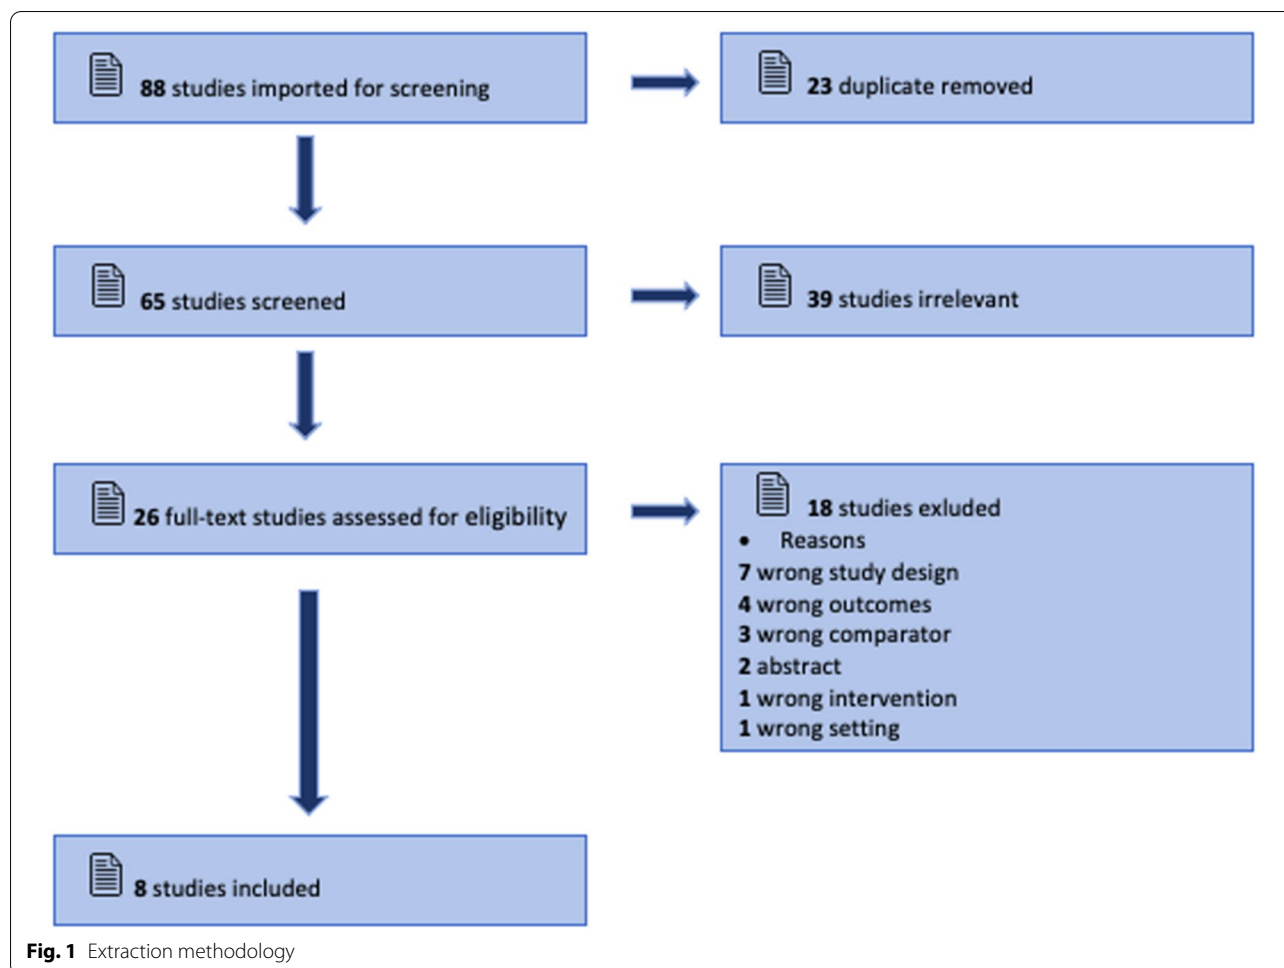 88 studies imported for screening
23 duplicate removed
65 studies screened
39 studies irrelevant
26 full-text studies assessed for eligibility
18 studies exluded
• Reasons
7 wrong study design
4 wrong outcomes
3 wrong comparator
2 abstract
1 wrong intervention
1 wrong setting
8 studies included
Fig. 1 Extraction methodology